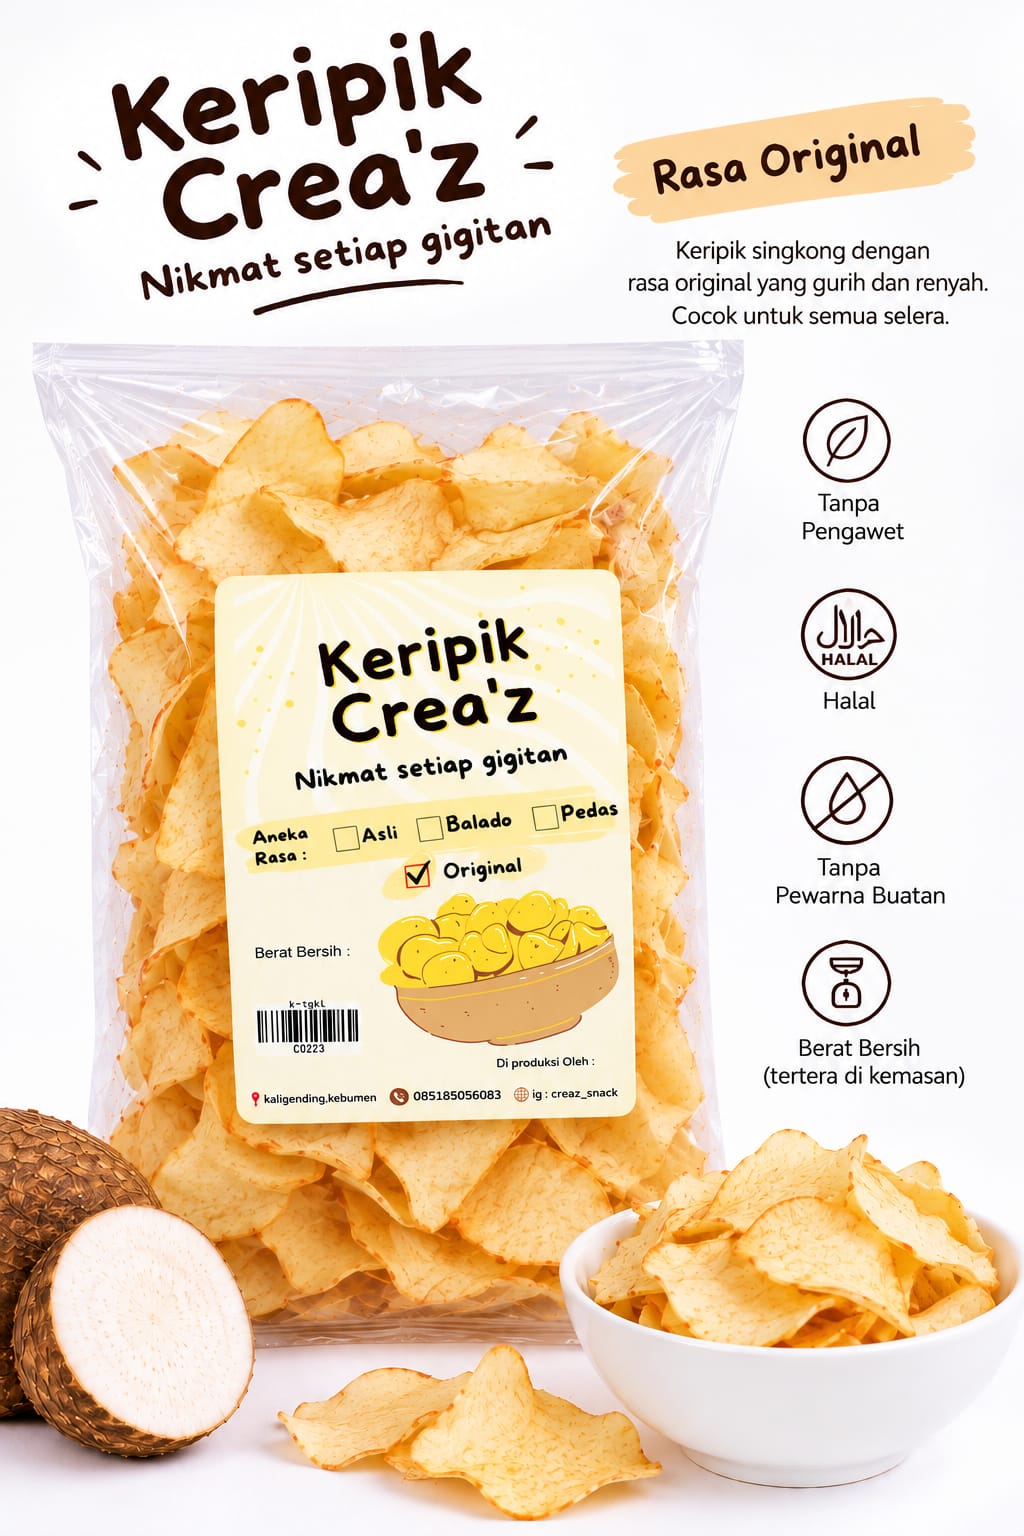 Keripik
Crea'z
Nikmat setiap gigitan
Rasa Original
Keripik singkong dengan
rasa original yang gurih dan renyah.
Cocok untuk semua selera.
Tanpa
Pengawet
حلال
HALAL
Halal
Tanpa
Pewarna Buatan
Berat Bersih
(tertera di kemasan)
Keripik
Crea'z
Nikmat setiap gigitan
Aneka
Rasa :
Asli
Balado
Pedas
Original
Berat Bersih :
k-tgkl
C0223
Di produksi Oleh :
kaligending,kebumen
085185056083
ig : creaz_snack